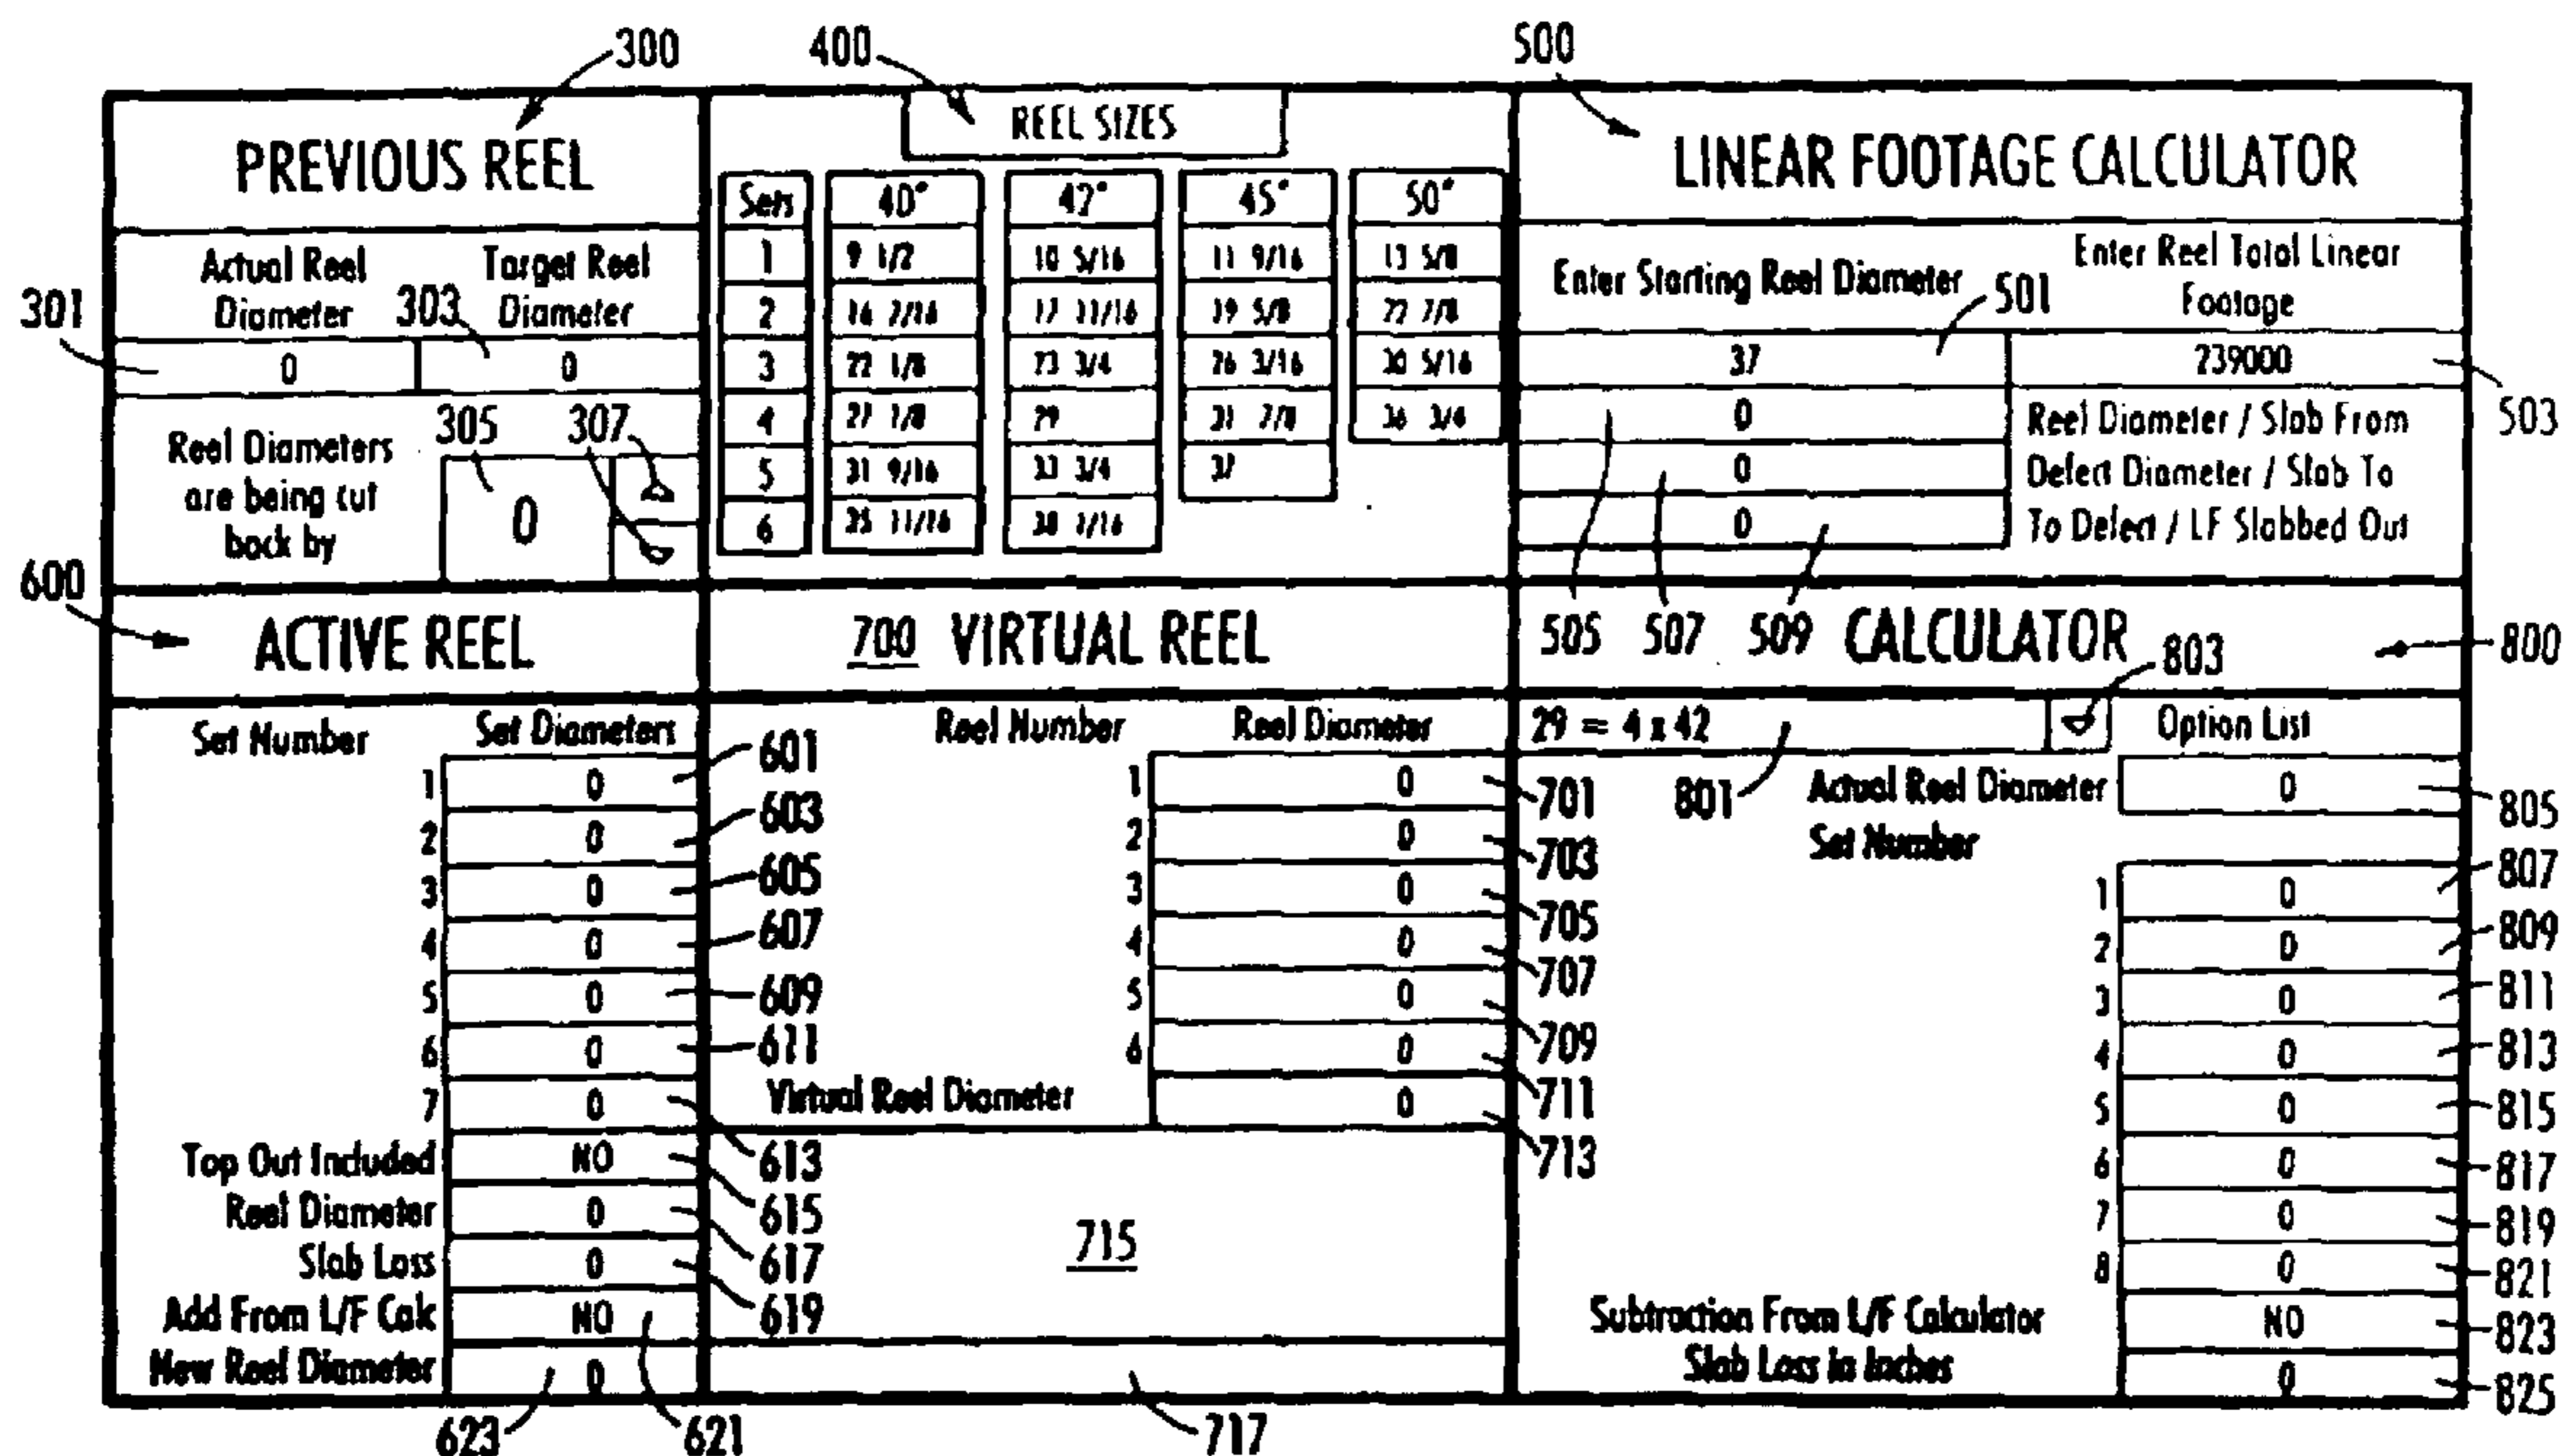 300
400
500
PREVIOUS REEL
REEL SIZES
LINEAR FOOTAGE CALCULATOR
Actual Reel Diameter
Target Reel Diameter
301
303
0
0
Reel Diameters
are being cut
back by
305
307
0
Sets 40" 42" 45" 50"
1 9 1/2 10 5/16 11 9/16 13 5/8
2 17 11/16 19 5/8 22 7/8
3 22 1/8 23 3/4 26 3/16 30 5/16
4 27 1/8 29 31 7/8 36 3/4
5 31 9/16 33 3/4 37
6 35 11/16 38 1/16
Enter Starting Reel Diameter
501
Enter Reel Total Linear
Footage
37
239000
503
0 Reel Diameter / Slab From
0 Defect Diameter / Slab To
0 To Defect / LF Slabbed Out
505 507 509
600
ACTIVE REEL
700 VIRTUAL REEL
CALCULATOR
800
803
Set Number Set Diameters
1 0 601
2 0 603
3 0 605
4 0 607
5 0 609
6 0 611
7 0 613
Top Out Included NO 615
Reel Diameter 0 617
Slab Loss 0 619
Add From L/F Calc NO 621
New Reel Diameter 0 623
Reel Number Reel Diameter
1 0 701
2 0 703
3 0 705
4 0 707
5 0 709
6 0 711
Virtual Reel Diameter 0 713
715
717
29 = 4 x 42
Option List
801
Actual Reel Diameter 0 805
Set Number
1 0 807
2 0 809
3 0 811
4 0 813
5 0 815
6 0 817
7 0 819
8 0 821
Subtraction From L/F Calculator NO 823
Slab Loss in Inches 0 825